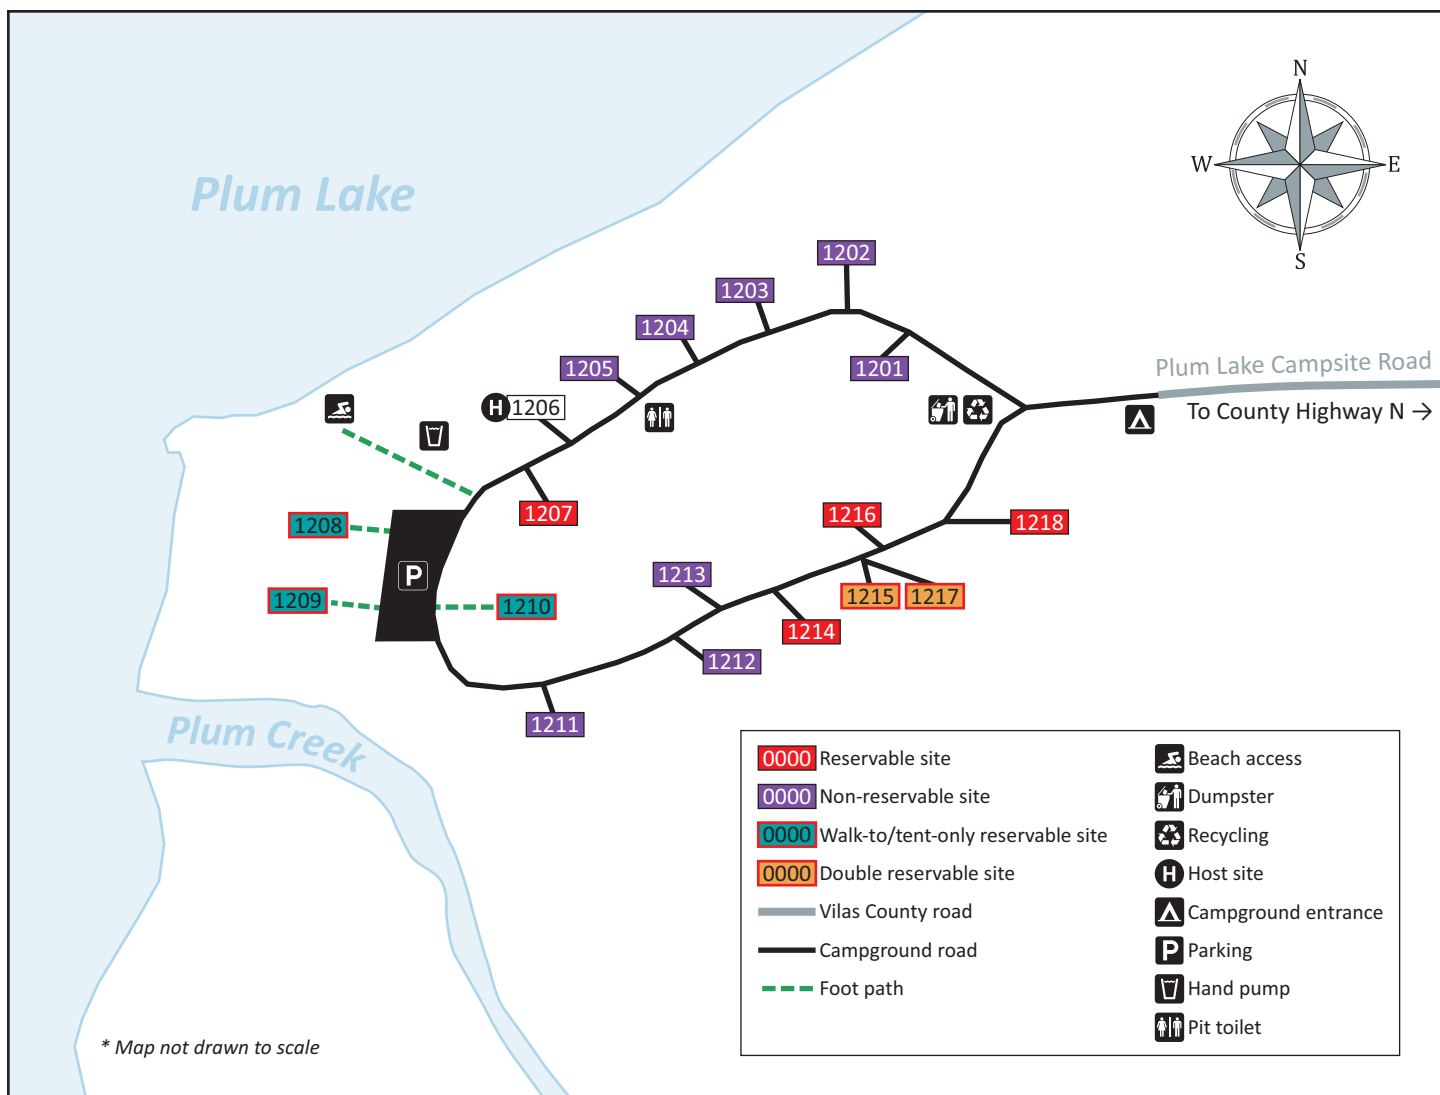 N
W E
S
Plum Lake
1202
1203
1204
1205
1201
Plum Lake Campsite Road
To County Highway N →
H 1206
1207
1216
1218
1208
P
1213
1209
1210
1215
1217
1214
1212
1211
Plum Creek
0000 Reservable site
0000 Non-reservable site
0000 Walk-to/tent-only reservable site
0000 Double reservable site
Vilas County road
Campground road
Foot path
Beach access
Dumpster
Recycling
H Host site
Campground entrance
P Parking
Hand pump
Pit toilet
* Map not drawn to scale